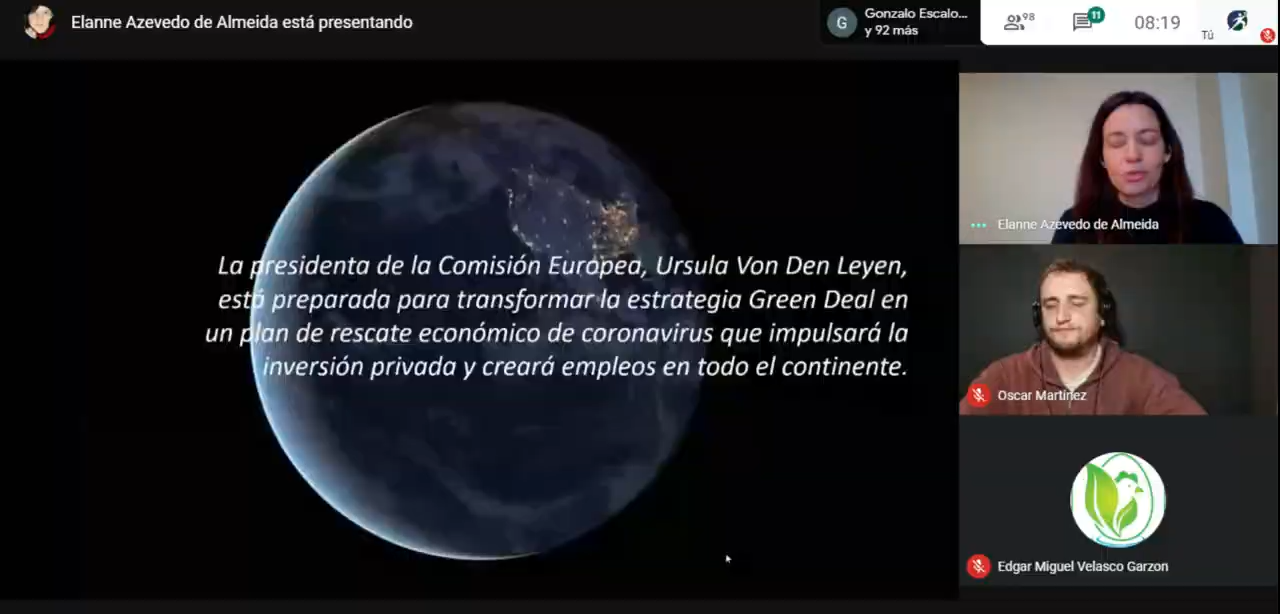 Elanne Azevedo de Almeida está presentando
G
Gonzalo Escalo...
y 92 más
98
11
08:19
Tú
La presidenta de la Comisión Europea, Ursula Von Den Leyen,
está preparada para transformar la estrategia Green Deal en
un plan de rescate económico de coronavirus que impulsará la
inversión privada y creará empleos en todo el continente.
Elanne Azevedo de Almeida
Oscar Martinez
Edgar Miguel Velasco Garzon